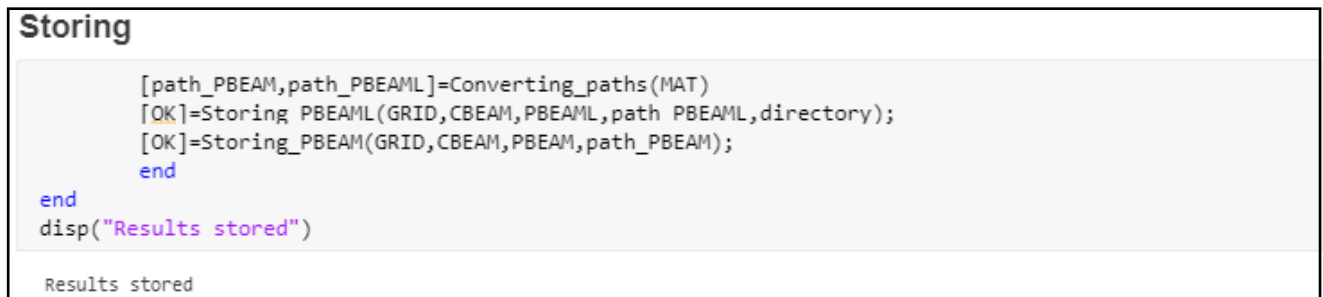 Storing
[path_PBEAM,path_PBEAML]=Converting_paths(MAT)
[OK]=Storing_PBEAML(GRID,CBEAM,PBEAML,path_PBEAML,directory);
[OK]=Storing_PBEAM(GRID,CBEAM,PBEAM,path_PBEAM);
end
end
disp("Results stored")
Results stored